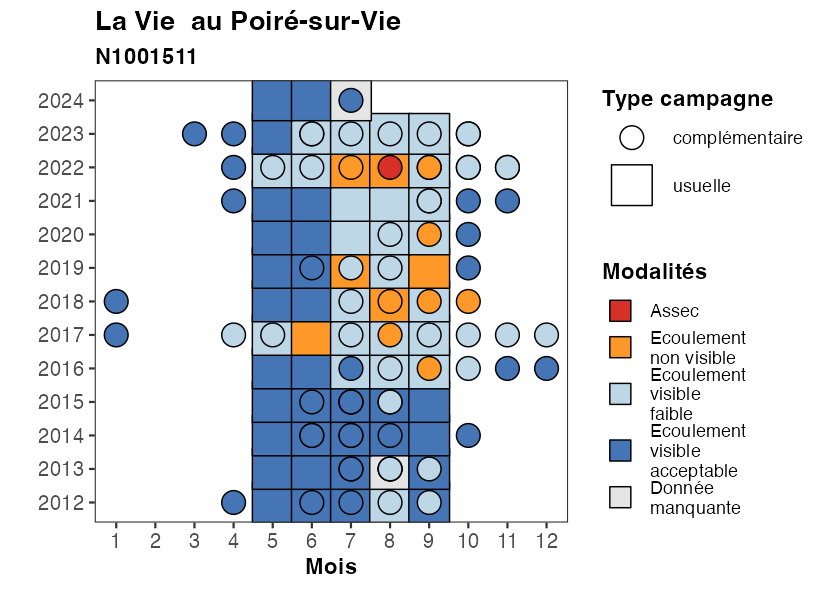 La Vie  au Poiré-sur-Vie
N1001511
2024
2023
2022
2021
2020
2019
2018
2017
2016
2015
2014
2013
2012
1 2 3 4 5 6 7 8 9 10 11 12
Mois
Type campagne
complémentaire
usuelle
Modalités
Assec
Ecoulement
non visible
Ecoulement
visible
faible
Ecoulement
visible
acceptable
Donnée
manquante